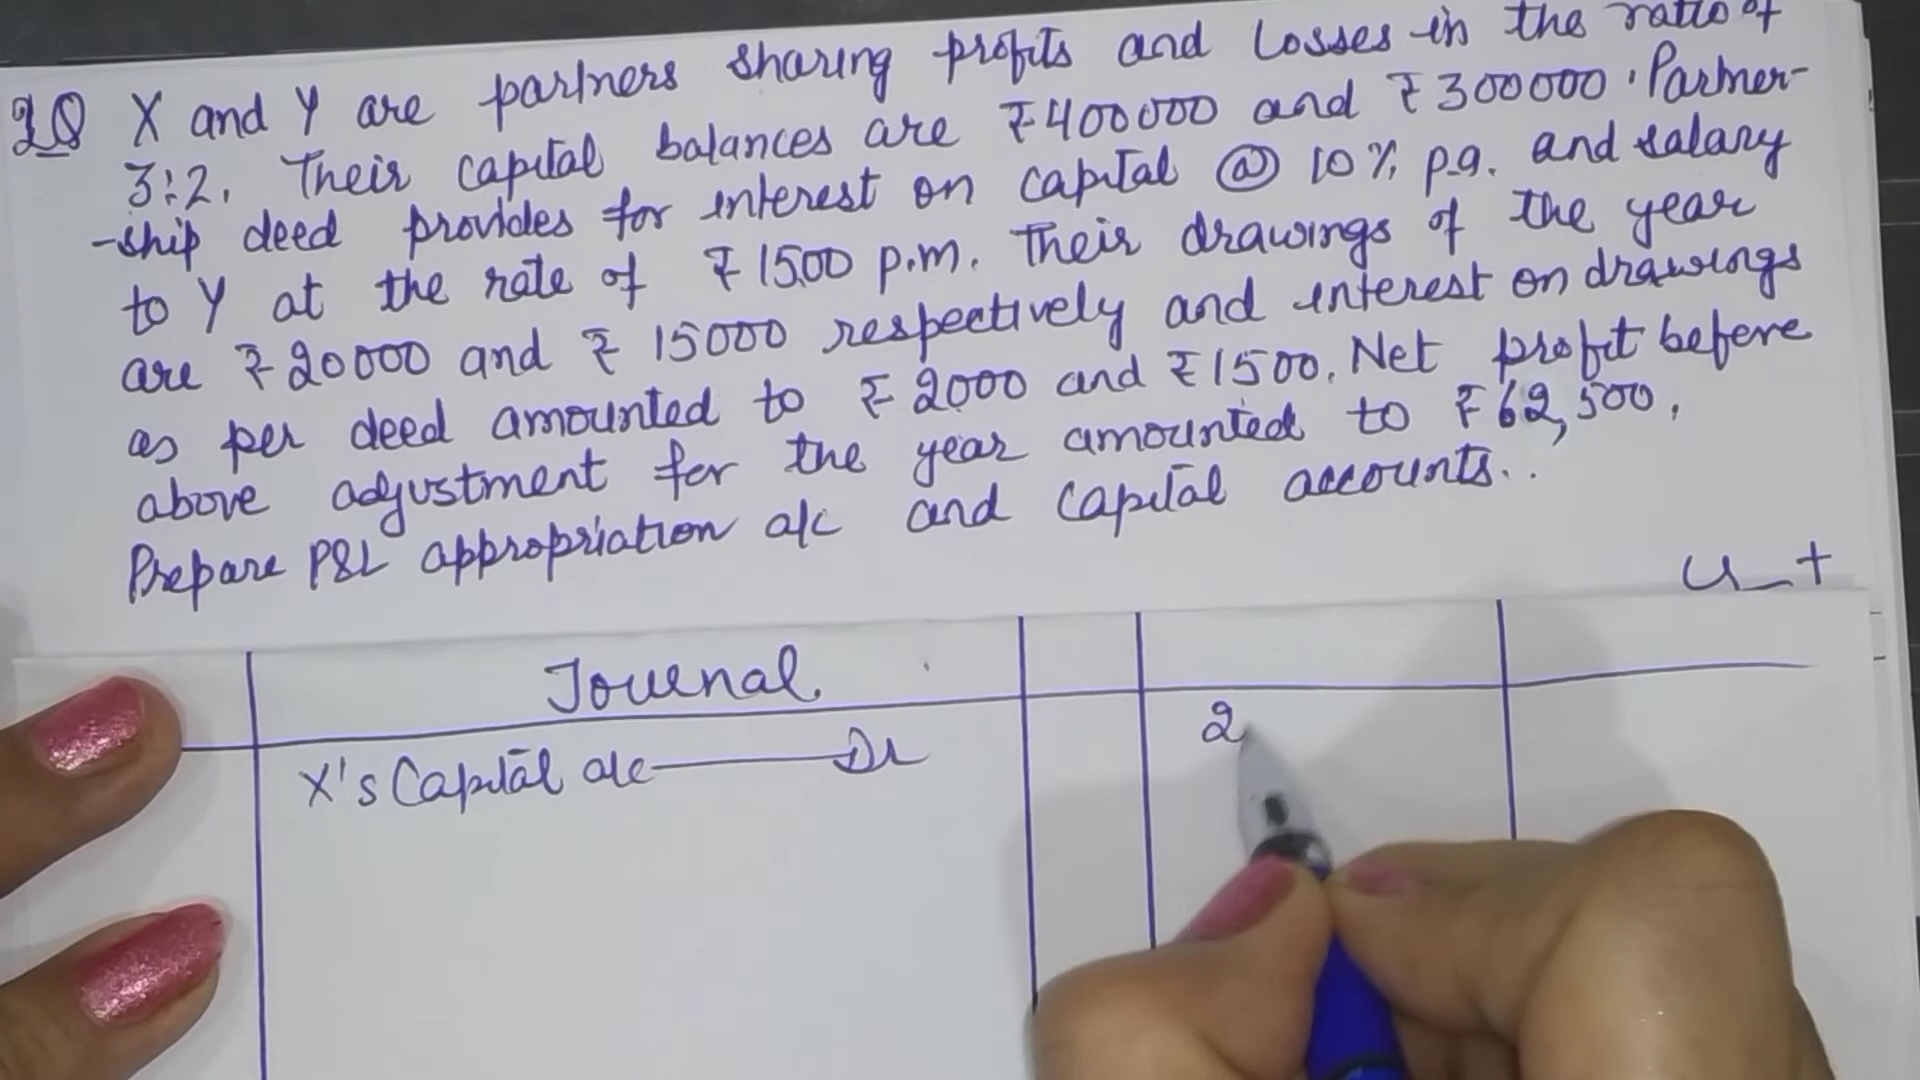 2Q X and Y are partners sharing profits and Losses in the ratio of
3:2. Their capital balances are ₹400000 and ₹300000. Partner-
-ship deed provides for interest on capital @ 10% p.a. and salary
to Y at the rate of ₹1500 p.m. Their drawings of the year
are ₹20000 and ₹15000 respectively and interest on drawings
as per deed amounted to ₹2000 and ₹1500. Net profit before
above adjustment for the year amounted to ₹62,500.
Prepare P&L appropriation a/c and capital accounts..
Journal
X's Capital a/c Dr 2